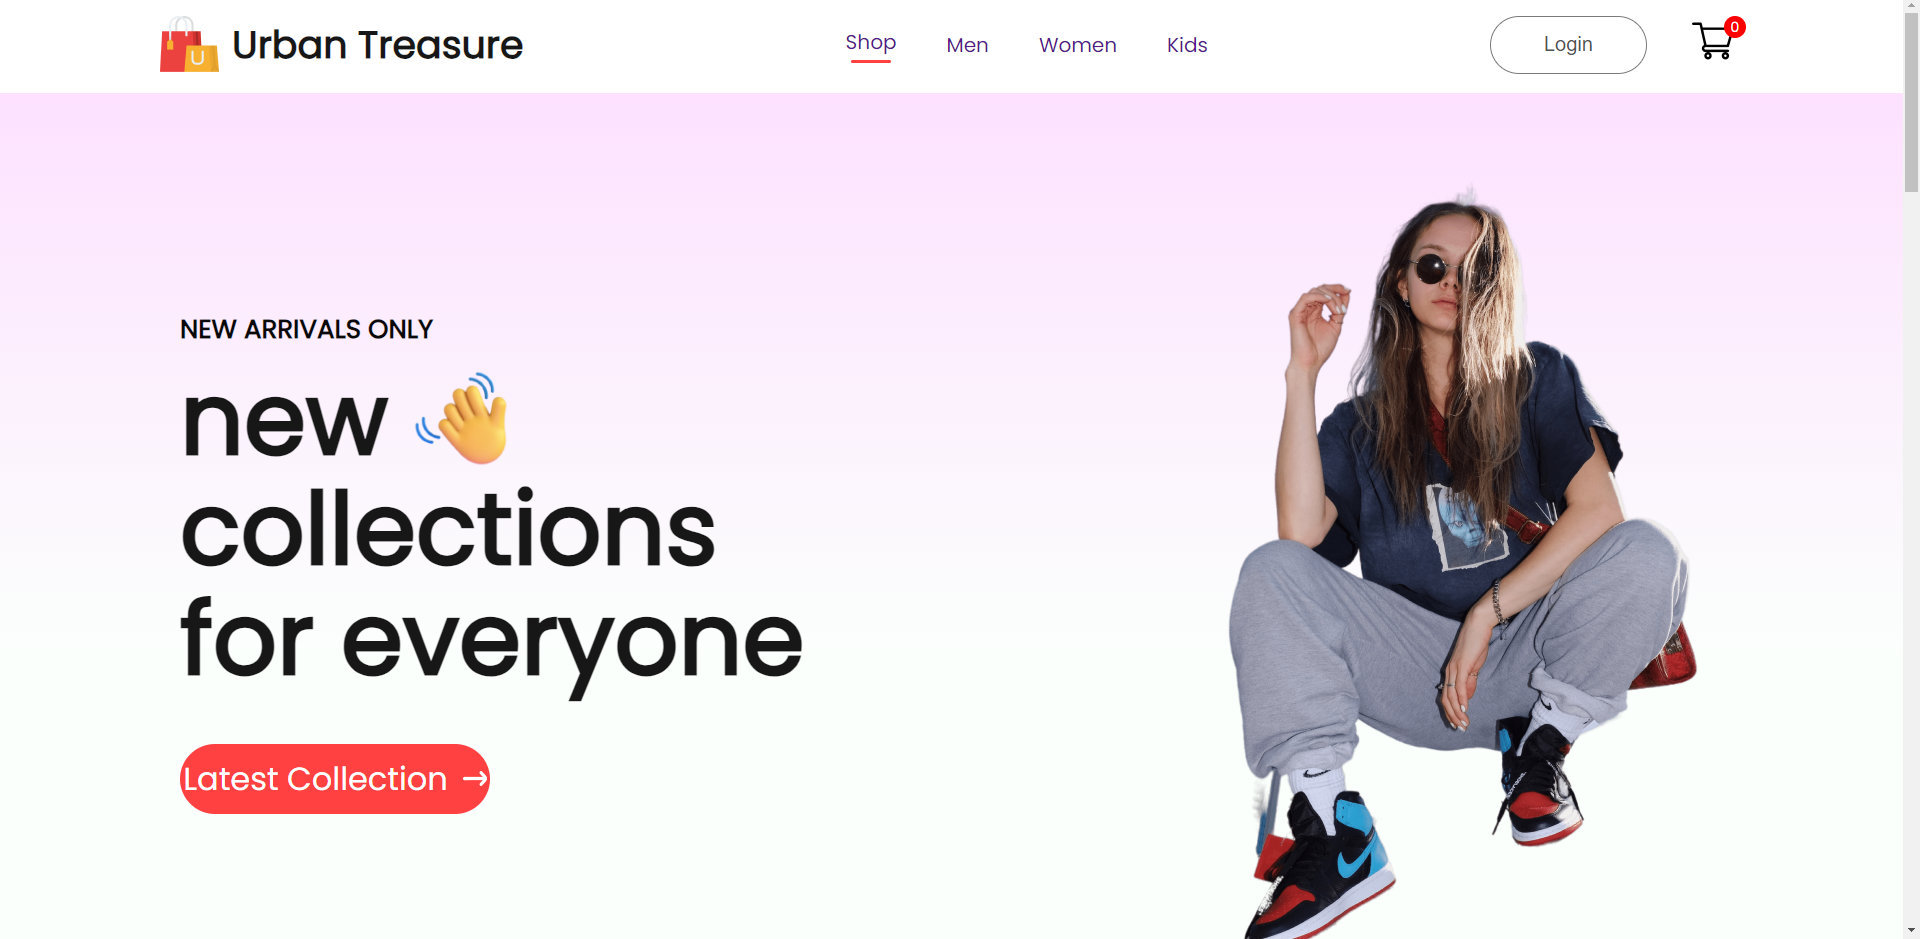 U
Urban Treasure
Shop
Men
Women
Kids
Login
0
NEW ARRIVALS ONLY
new 👋
collections
for everyone
Latest Collection →